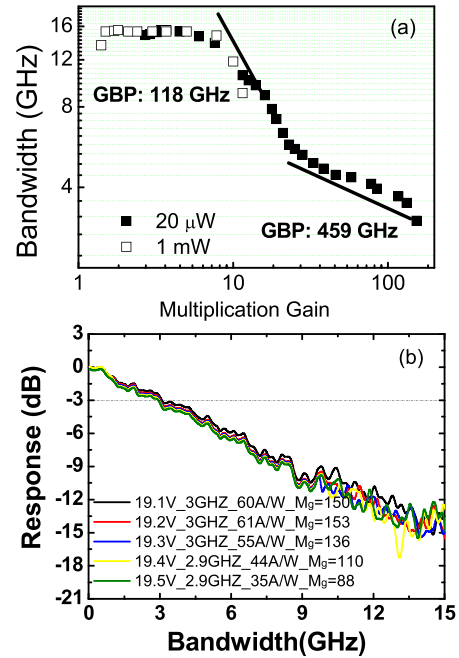 (a)
16
8
4
Bandwidth (GHz)
GBP: 118 GHz
GBP: 459 GHz
20 μW
1 mW
1
10
100
Multiplication Gain
(b)
3
0
-3
-6
-9
-12
-15
-18
-21
Response (dB)
19.1V_3GHZ_60A/W_Mg=150
19.2V_3GHZ_61A/W_Mg=153
19.3V_3GHZ_55A/W_Mg=136
19.4V_2.9GHZ_44A/W_Mg=110
19.5V_2.9GHZ_35A/W_Mg=88
0 3 6 9 12 15
Bandwidth(GHz)